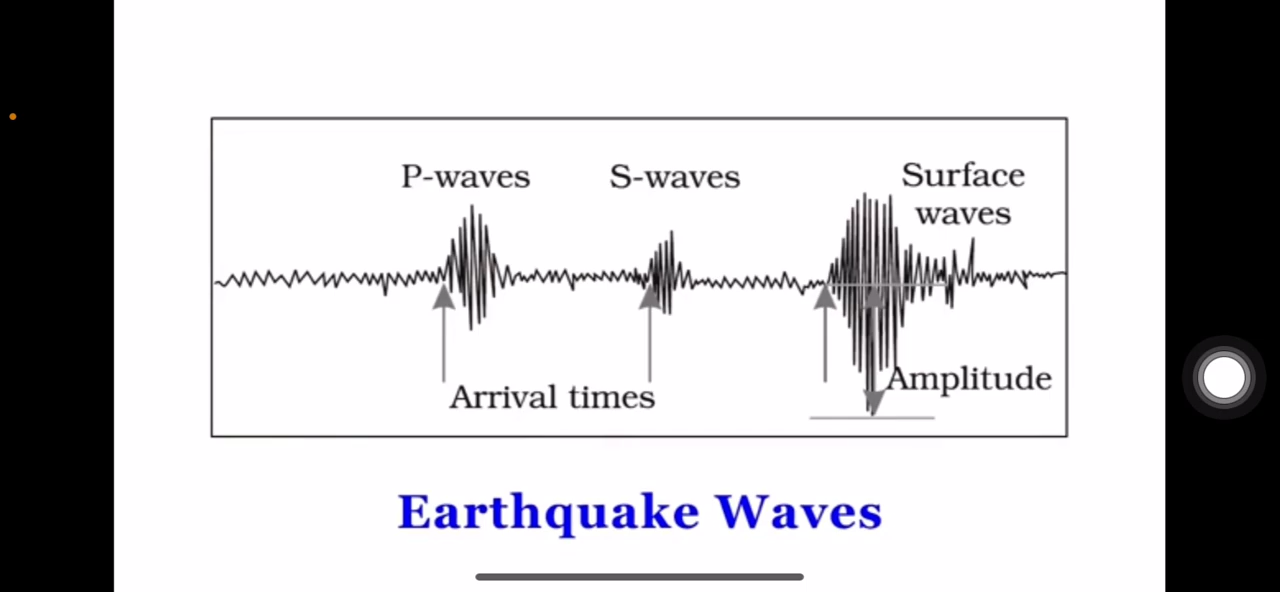 P-waves
S-waves
Surface
waves
Arrival times
Amplitude
Earthquake Waves